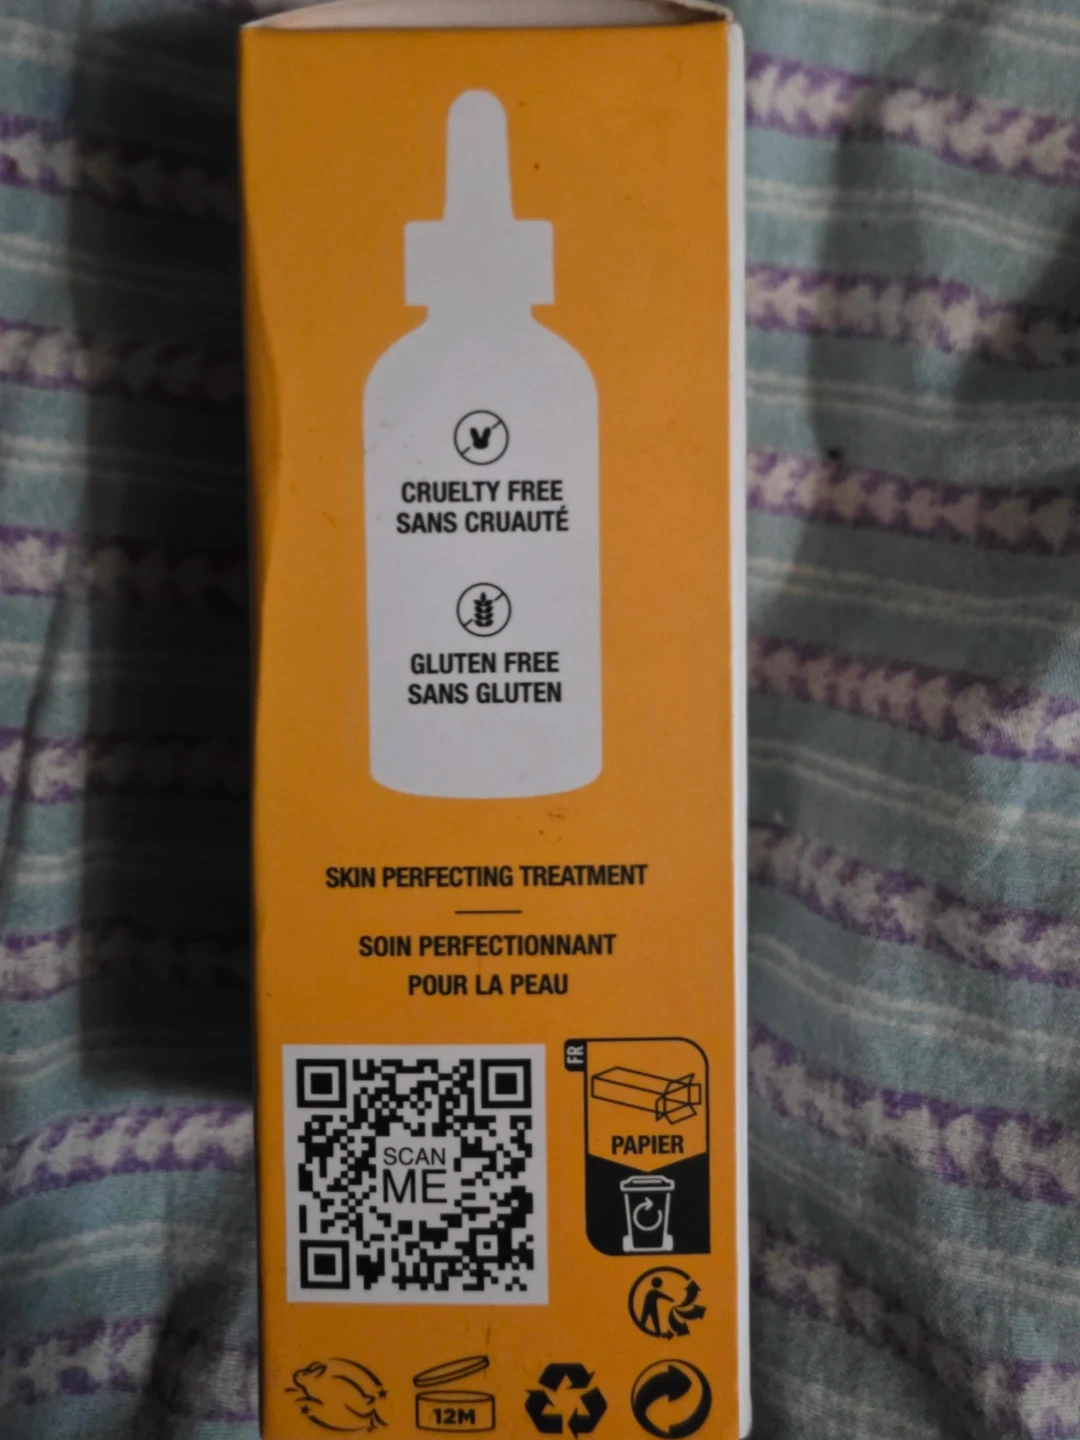 CRUELTY FREE
SANS CRUAUTÉ
GLUTEN FREE
SANS GLUTEN
SKIN PERFECTING TREATMENT
SOIN PERFECTIONNANT
POUR LA PEAU
SCAN
ME
FR
PAPIER
12M